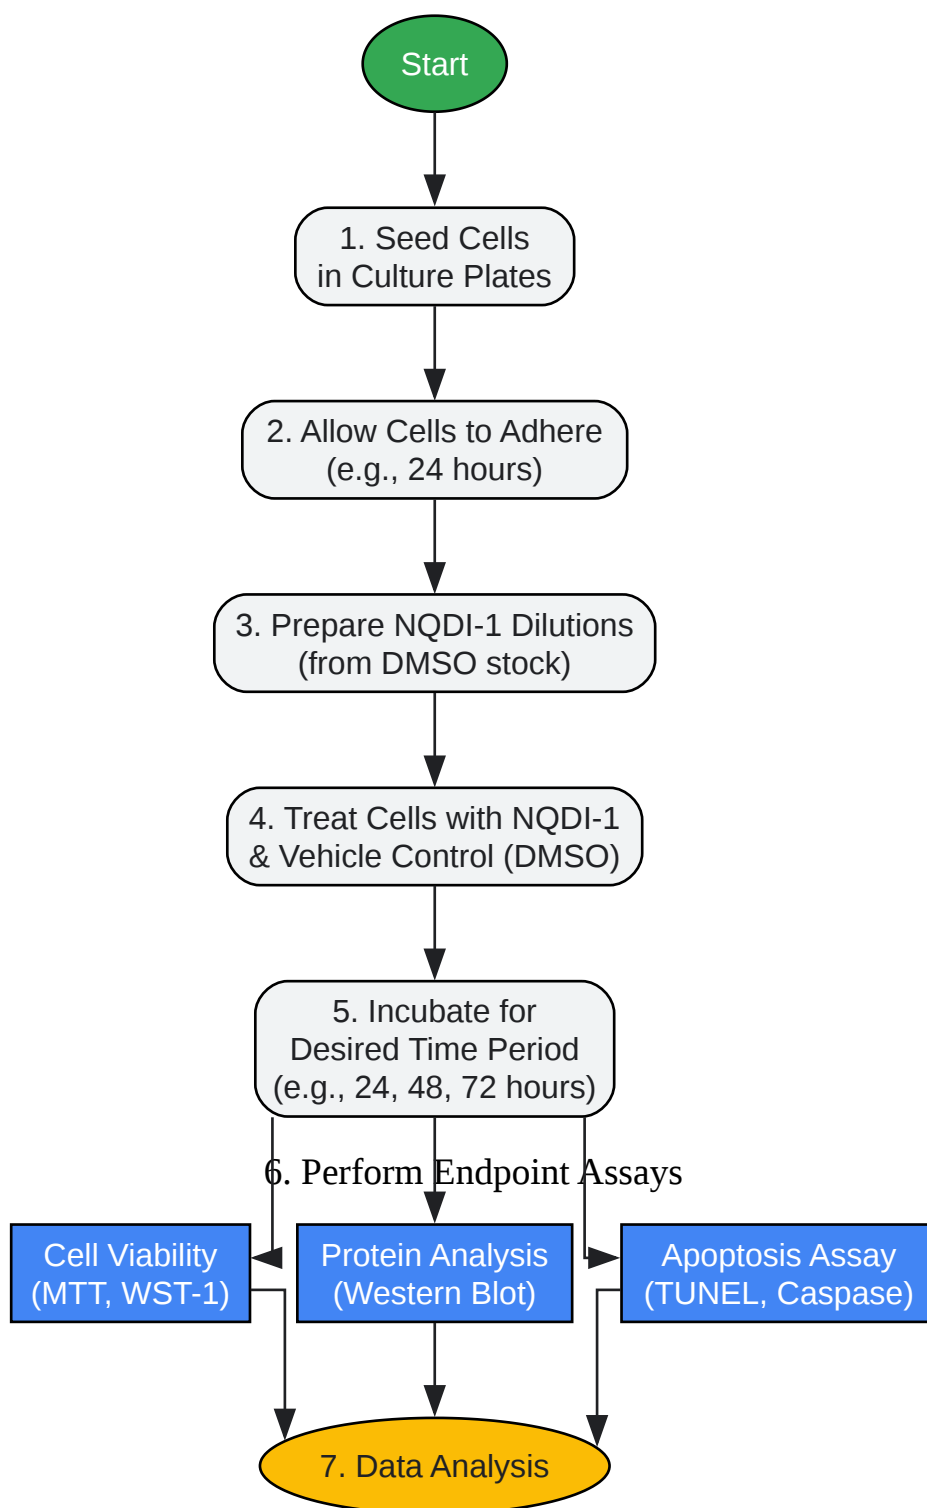 Start
1. Seed Cells
in Culture Plates
2. Allow Cells to Adhere
(e.g., 24 hours)
3. Prepare NQDI-1 Dilutions
(from DMSO stock)
4. Treat Cells with NQDI-1
& Vehicle Control (DMSO)
5. Incubate for
Desired Time Period
(e.g., 24, 48, 72 hours)
6. Perform Endpoint Assays
Cell Viability
(MTT, WST-1)
Protein Analysis
(Western Blot)
Apoptosis Assay
(TUNEL, Caspase)
7. Data Analysis